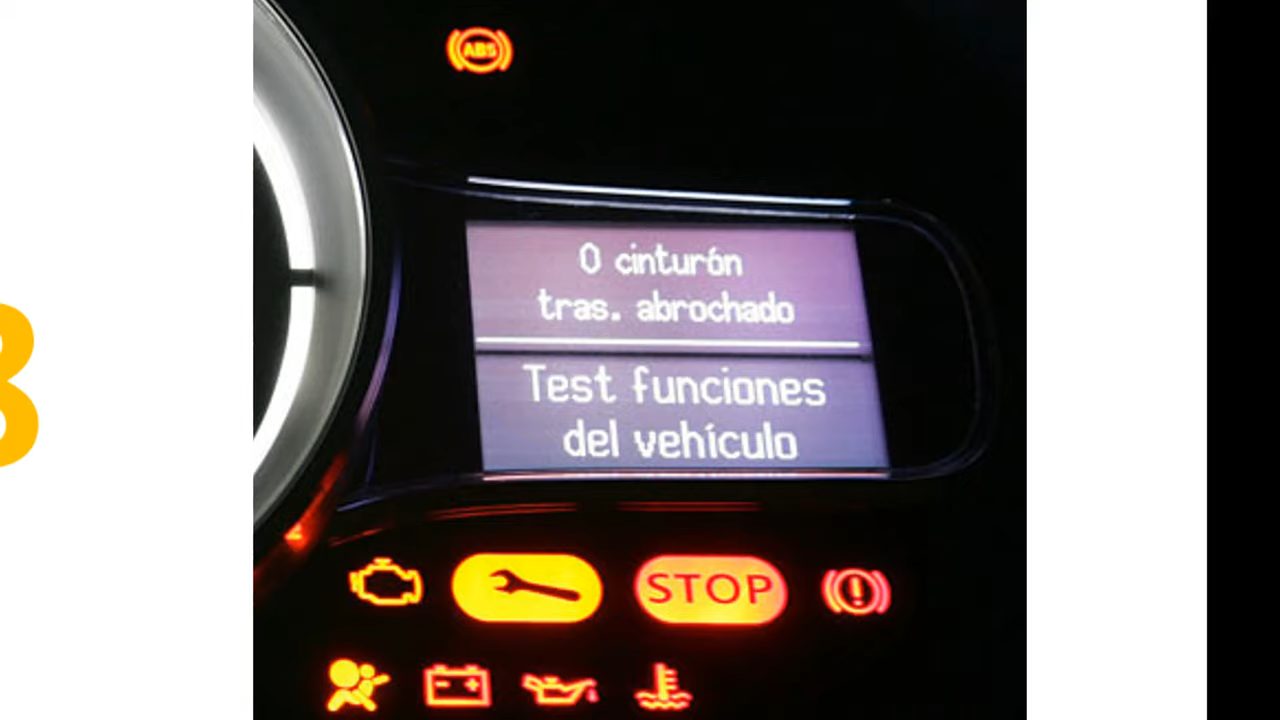 ABS
0 cinturón
tras. abrochado
Test funciones
del vehículo
STOP